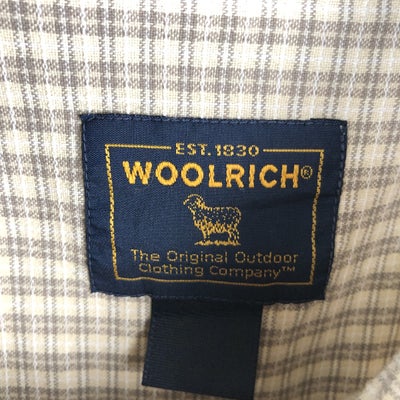 EST. 1830
WOOLRICH®
The Original Outdoor
Clothing Company™